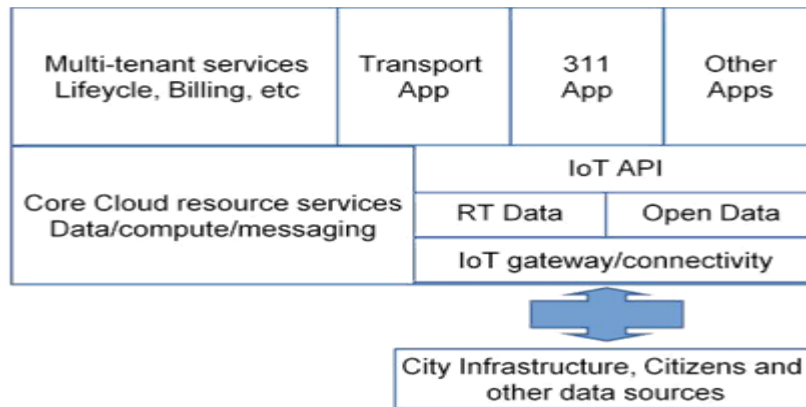 Multi-tenant services
Lifeycle, Billing, etc
Transport
App
311
App
Other
Apps
Core Cloud resource services
Data/compute/messaging
IoT API
RT Data
Open Data
IoT gateway/connectivity
City Infrastructure, Citizens and
other data sources